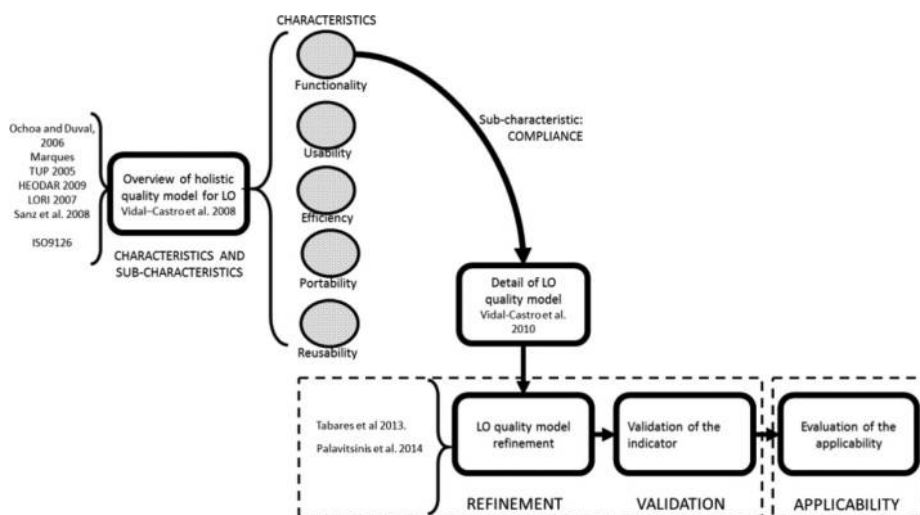 CHARACTERISTICS
Functionality
Usability
Efficiency
Portability
Reusability
Ochoa and Duval,
2006
Marques
TUP 2005
HEODAR 2009
LORI 2007
Sanz et al. 2008
ISO9126
Overview of holistic
quality model for LO
Vidal–Castro et al. 2008
CHARACTERISTICS AND
SUB-CHARACTERISTICS
Sub-characteristic:
COMPLIANCE
Detail of LO
quality model
Vidal-Castro et al.
2010
Tabares et al 2013.
Palavitsinis et al. 2014
LO quality model
refinement
Validation of the
indicator
Evaluation of the
applicability
REFINEMENT
VALIDATION
APPLICABILITY